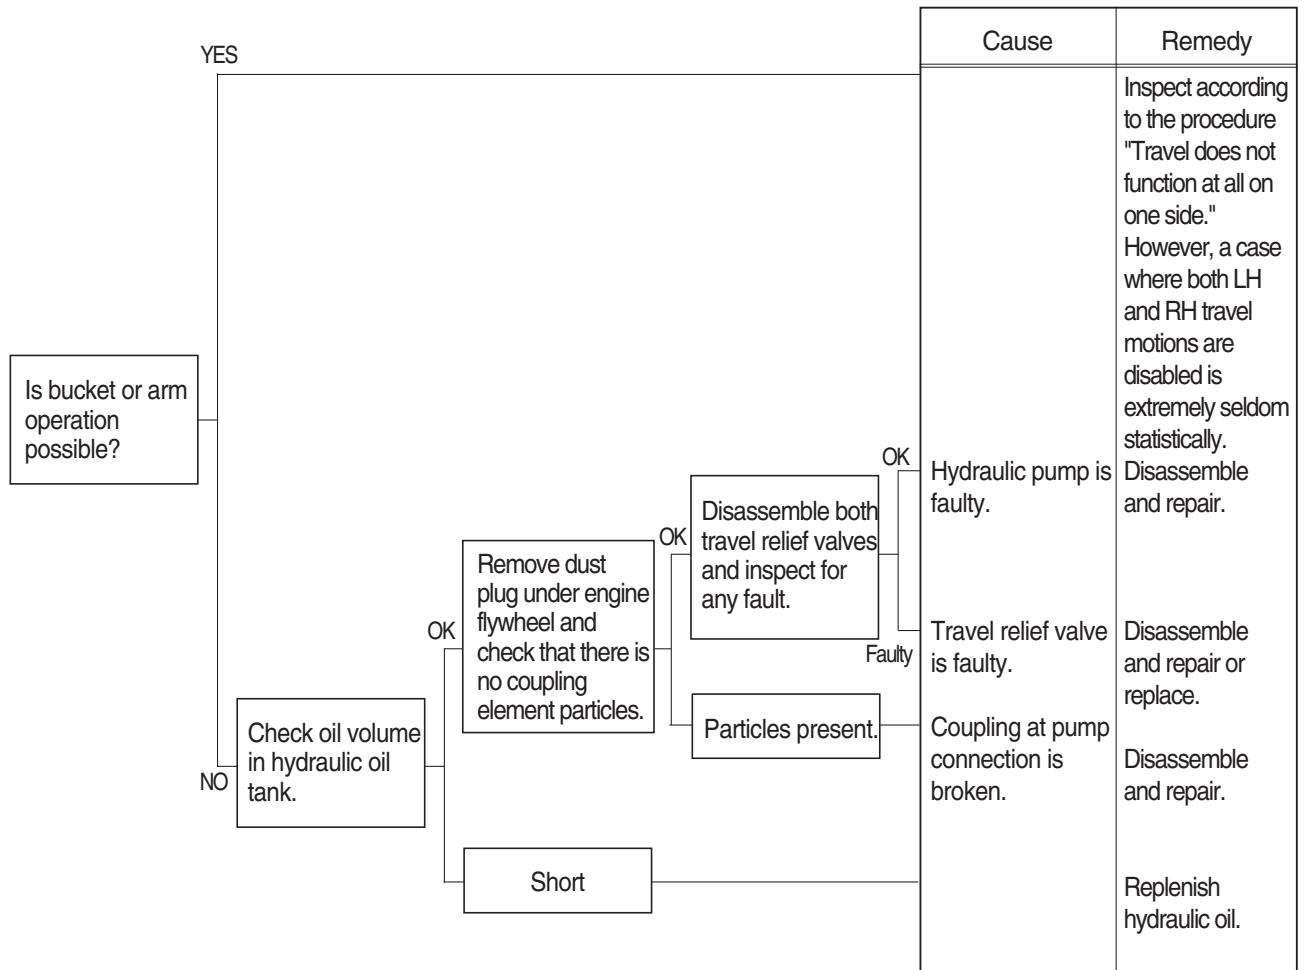 YES
Cause
Remedy
Inspect according
to the procedure
"Travel does not
function at all on
one side."
However, a case
where both LH
and RH travel
motions are
disabled is
extremely seldom
statistically.
Is bucket or arm
operation
possible?
NO
Check oil volume
in hydraulic oil
tank.
OK
Remove dust
plug under engine
flywheel and
check that there is
no coupling
element particles.
OK
Disassemble both
travel relief valves
and inspect for
any fault.
OK
Hydraulic pump is
faulty.
Disassemble
and repair.
Faulty
Travel relief valve
is faulty.
Disassemble
and repair or
replace.
Particles present.
Coupling at pump
connection is
broken.
Disassemble
and repair.
Short
Replenish
hydraulic oil.